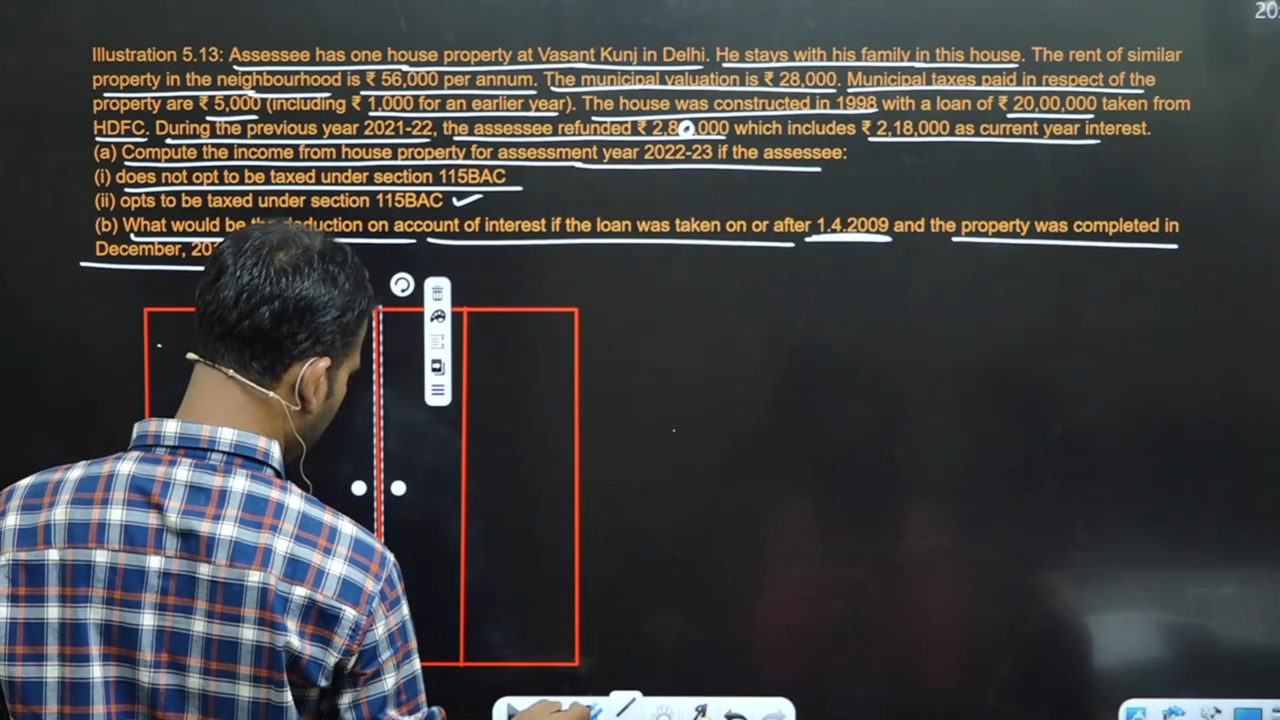 20
Illustration 5.13: Assessee has one house property at Vasant Kunj in Delhi. He stays with his family in this house. The rent of similar
property in the neighbourhood is ₹ 56,000 per annum. The municipal valuation is ₹ 28,000. Municipal taxes paid in respect of the
property are ₹ 5,000 (including ₹ 1,000 for an earlier year). The house was constructed in 1998 with a loan of ₹ 20,00,000 taken from
HDFC. During the previous year 2021-22, the assessee refunded ₹ 2,80,000 which includes ₹ 2,18,000 as current year interest.
(a) Compute the income from house property for assessment year 2022-23 if the assessee:
(i) does not opt to be taxed under section 115BAC
(ii) opts to be taxed under section 115BAC
(b) What would be deduction on account of interest if the loan was taken on or after 1.4.2009 and the property was completed in
December,